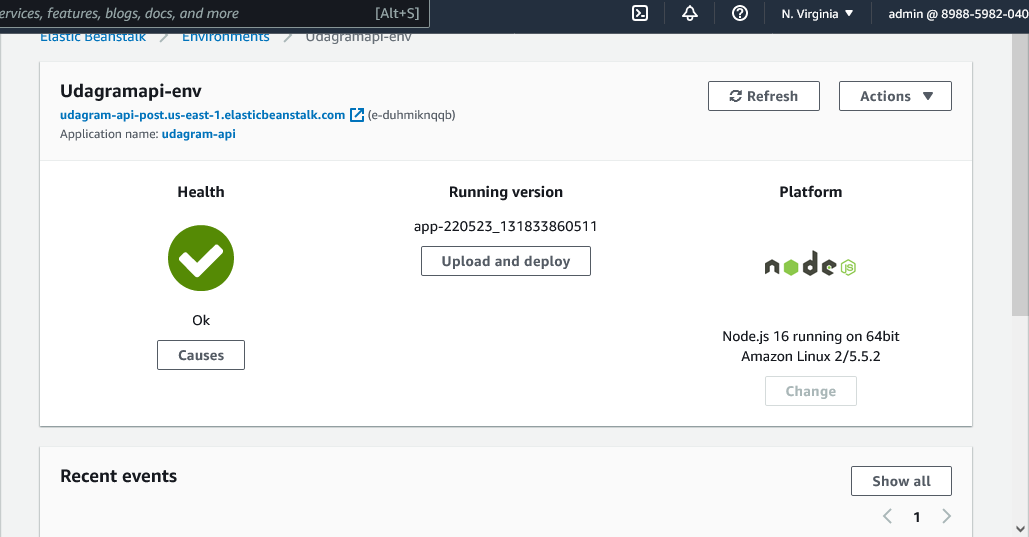 ervices, features, blogs, docs, and more [Alt+S] N. Virginia admin @ 8988-5982-040
Elastic Beanstalk / Environments / Udagramapi-env
Udagramapi-env
Refresh
Actions
udagram-api-post.us-east-1.elasticbeanstalk.com (e-duhmiknqqb)
Application name: udagram-api
Health
Running version
Platform
app-220523_131833860511
Upload and deploy
node
JS
Ok
Causes
Node.js 16 running on 64bit
Amazon Linux 2/5.5.2
Change
Recent events
Show all
1